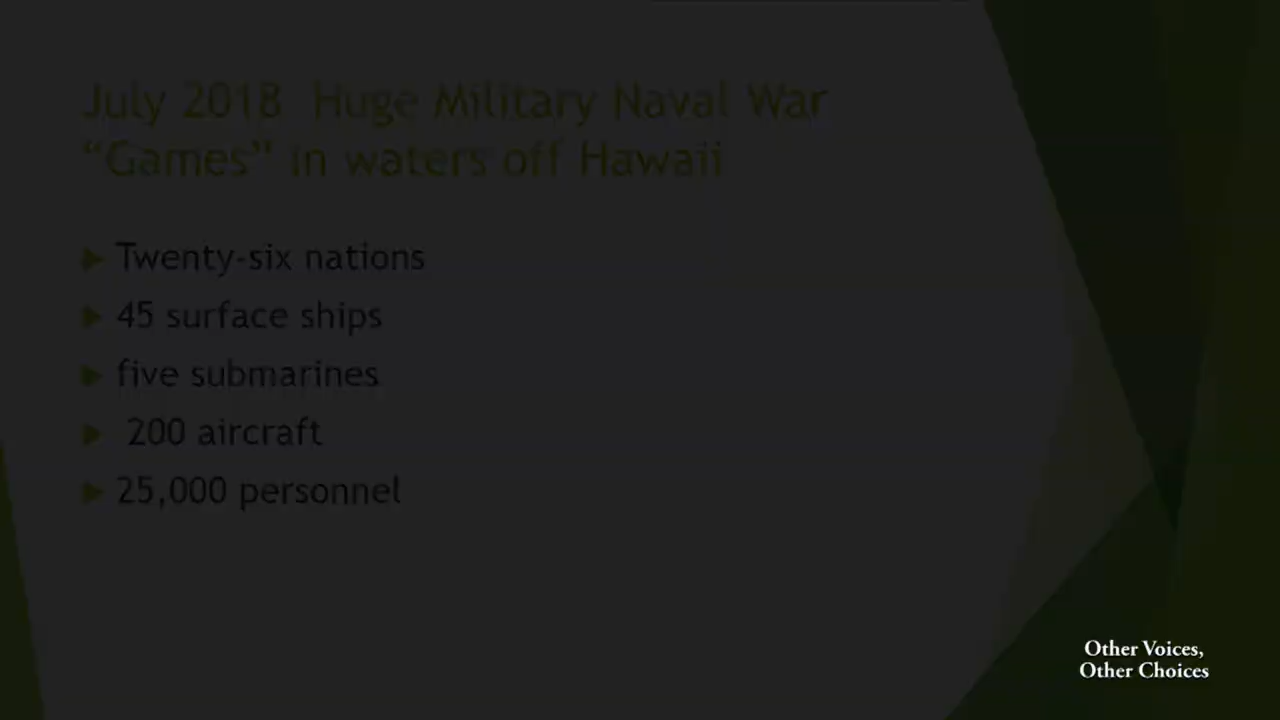 July 2018 Huge Military Naval War
“Games” in waters off Hawaii
Twenty-six nations
45 surface ships
five submarines
200 aircraft
25,000 personnel
Other Voices,
Other Choices